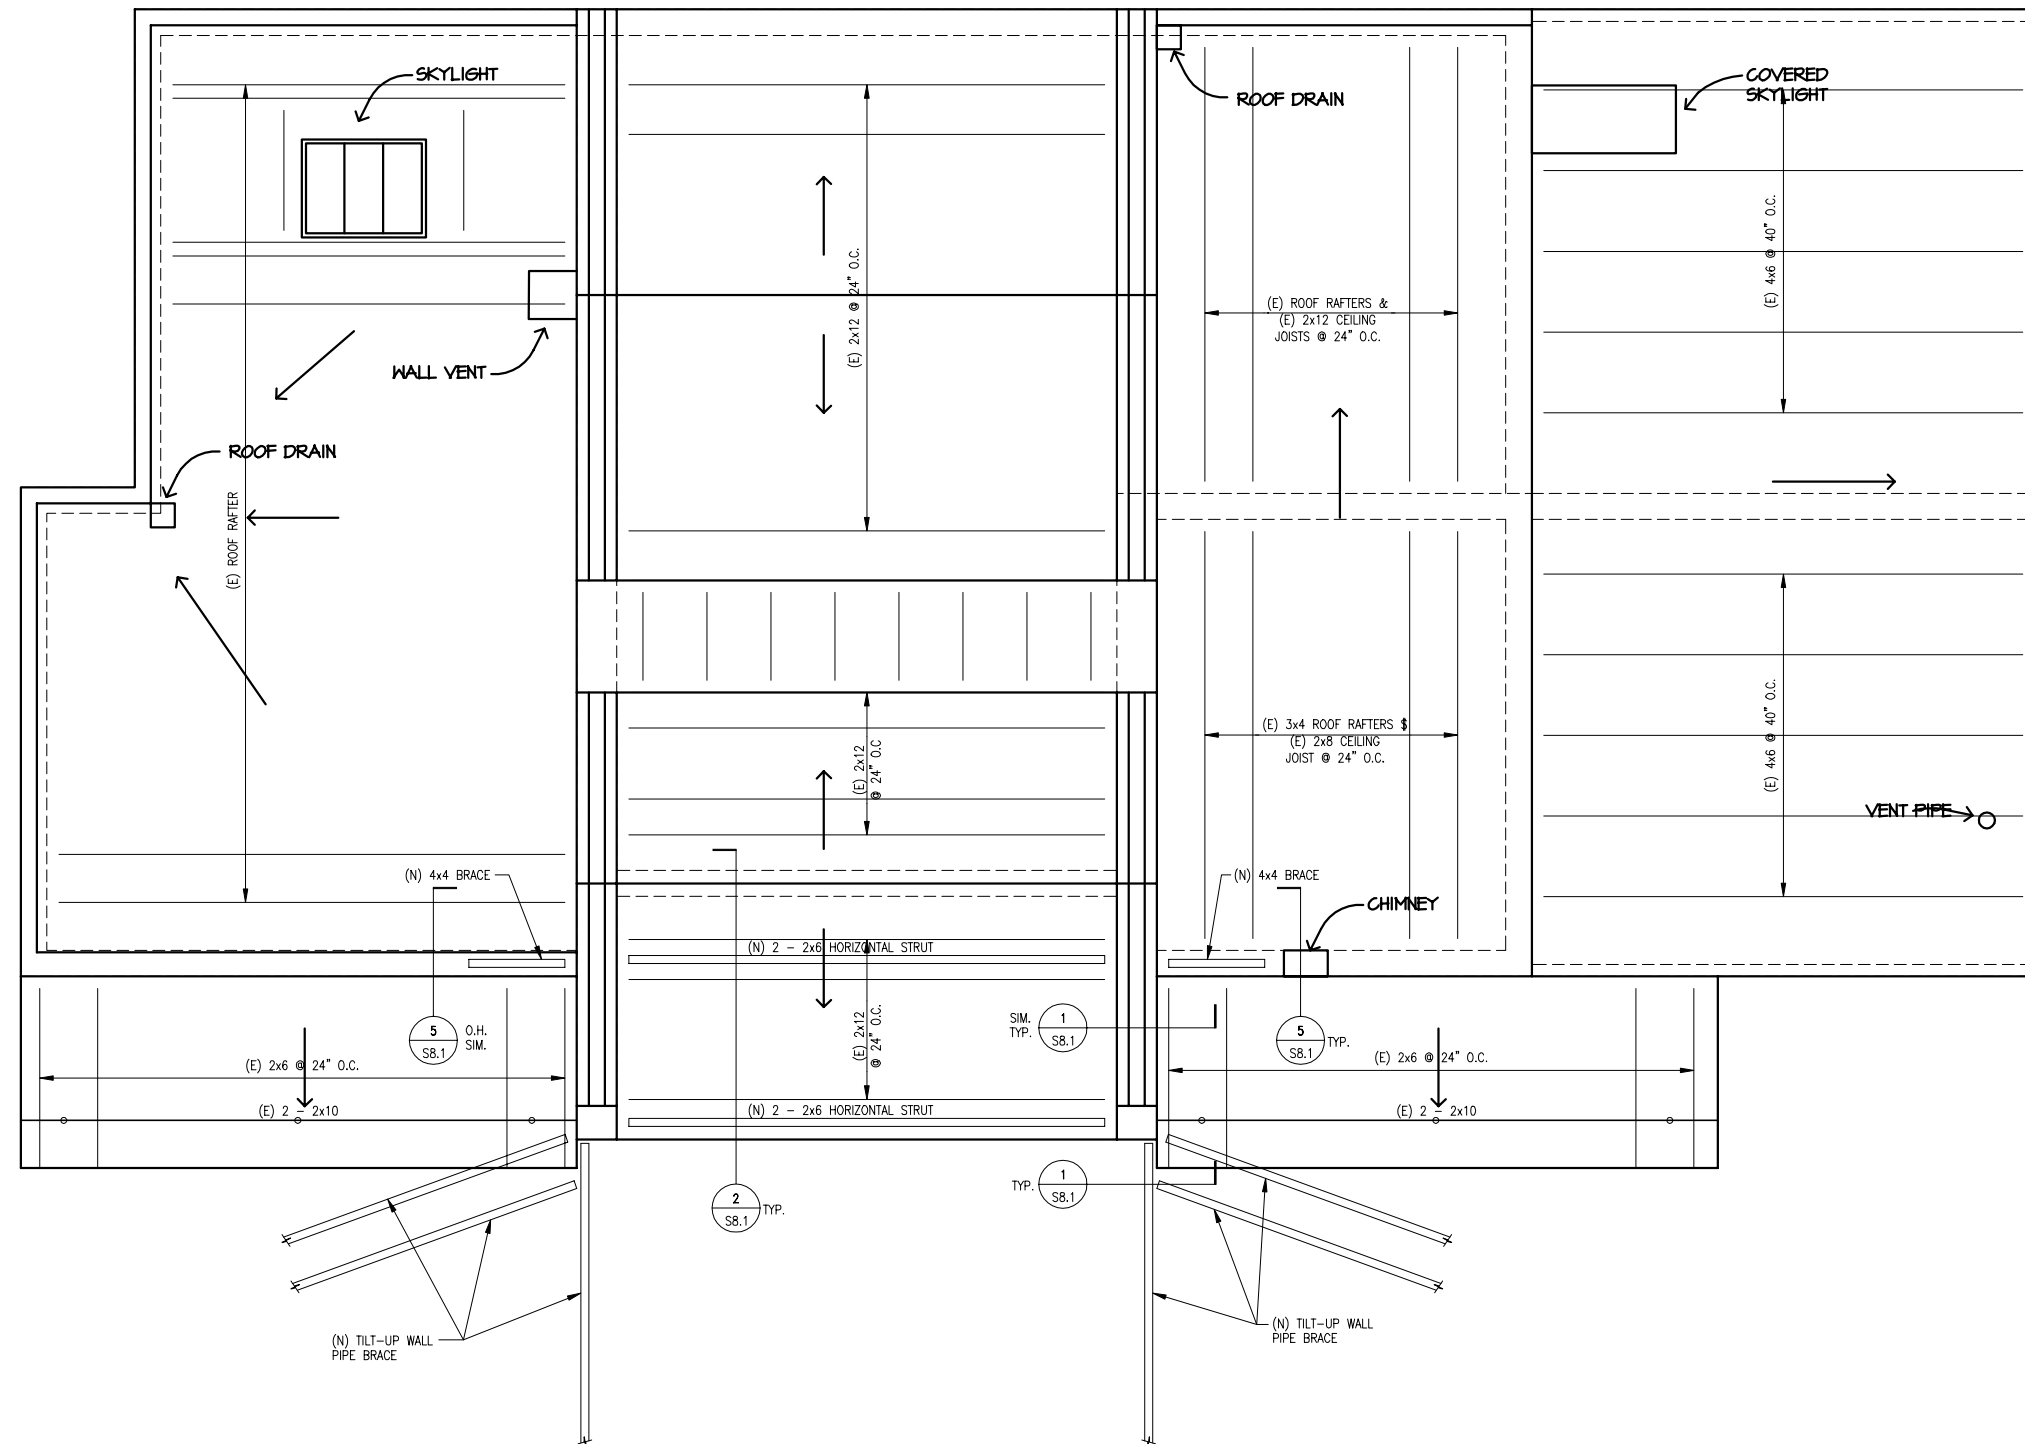 SKYLIGHT
COVERED
SKYLIGHT
ROOF DRAIN
(E) 4x6 @ 40" O.C.
(E) 2x12 @ 24" O.C.
(E) ROOF RAFTERS &
(E) 2x12 CEILING
JOISTS @ 24" O.C.
WALL VENT
ROOF DRAIN
(E) ROOF RAFTER
(E) 3x4 ROOF RAFTERS $
(E) 2x8 CEILING
JOIST @ 24" O.C.
(E) 4x6 @ 40" O.C.
(E) 2x12
@ 24" O.C
VENT PIPE
(N) 4x4 BRACE
(N) 4x4 BRACE
CHIMNEY
(N) 2 - 2x6 HORIZONTAL STRUT
SIM.
TYP.
1
S8.1
5
S8.1
O.H.
SIM.
5
S8.1
TYP.
(E) 2x12
@ 24" O.C.
(E) 2x6 @ 24" O.C.
(E) 2x6 @ 24" O.C.
(E) 2 - 2x10
(N) 2 - 2x6 HORIZONTAL STRUT
(E) 2 - 2x10
TYP.
1
S8.1
2
S8.1
TYP.
(N) TILT-UP WALL
PIPE BRACE
(N) TILT-UP WALL
PIPE BRACE